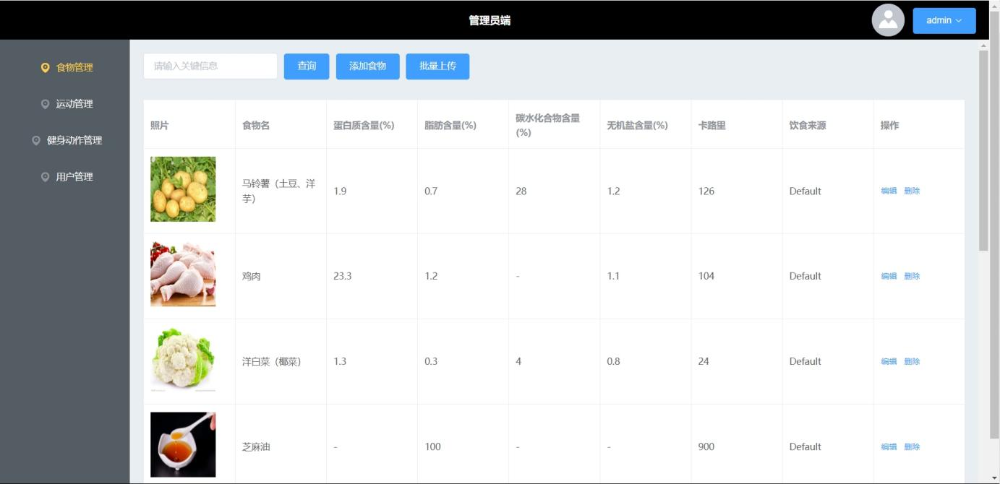 管理员端
admin
食物管理
运动管理
健身动作管理
用户管理
请输入关键信息
查询
添加食物
批量上传
照片
食物名
蛋白质含量(%)
脂肪含量(%)
碳水化合物含量
(%)
无机盐含量(%)
卡路里
饮食来源
操作
马铃薯（土豆、洋
芋）
1.9
0.7
28
1.2
126
Default
编辑 删除
鸡肉
23.3
1.2
-
1.1
104
Default
编辑 删除
洋白菜（椰菜）
1.3
0.3
4
0.8
24
Default
编辑 删除
芝麻油
-
100
-
-
900
Default
编辑 删除